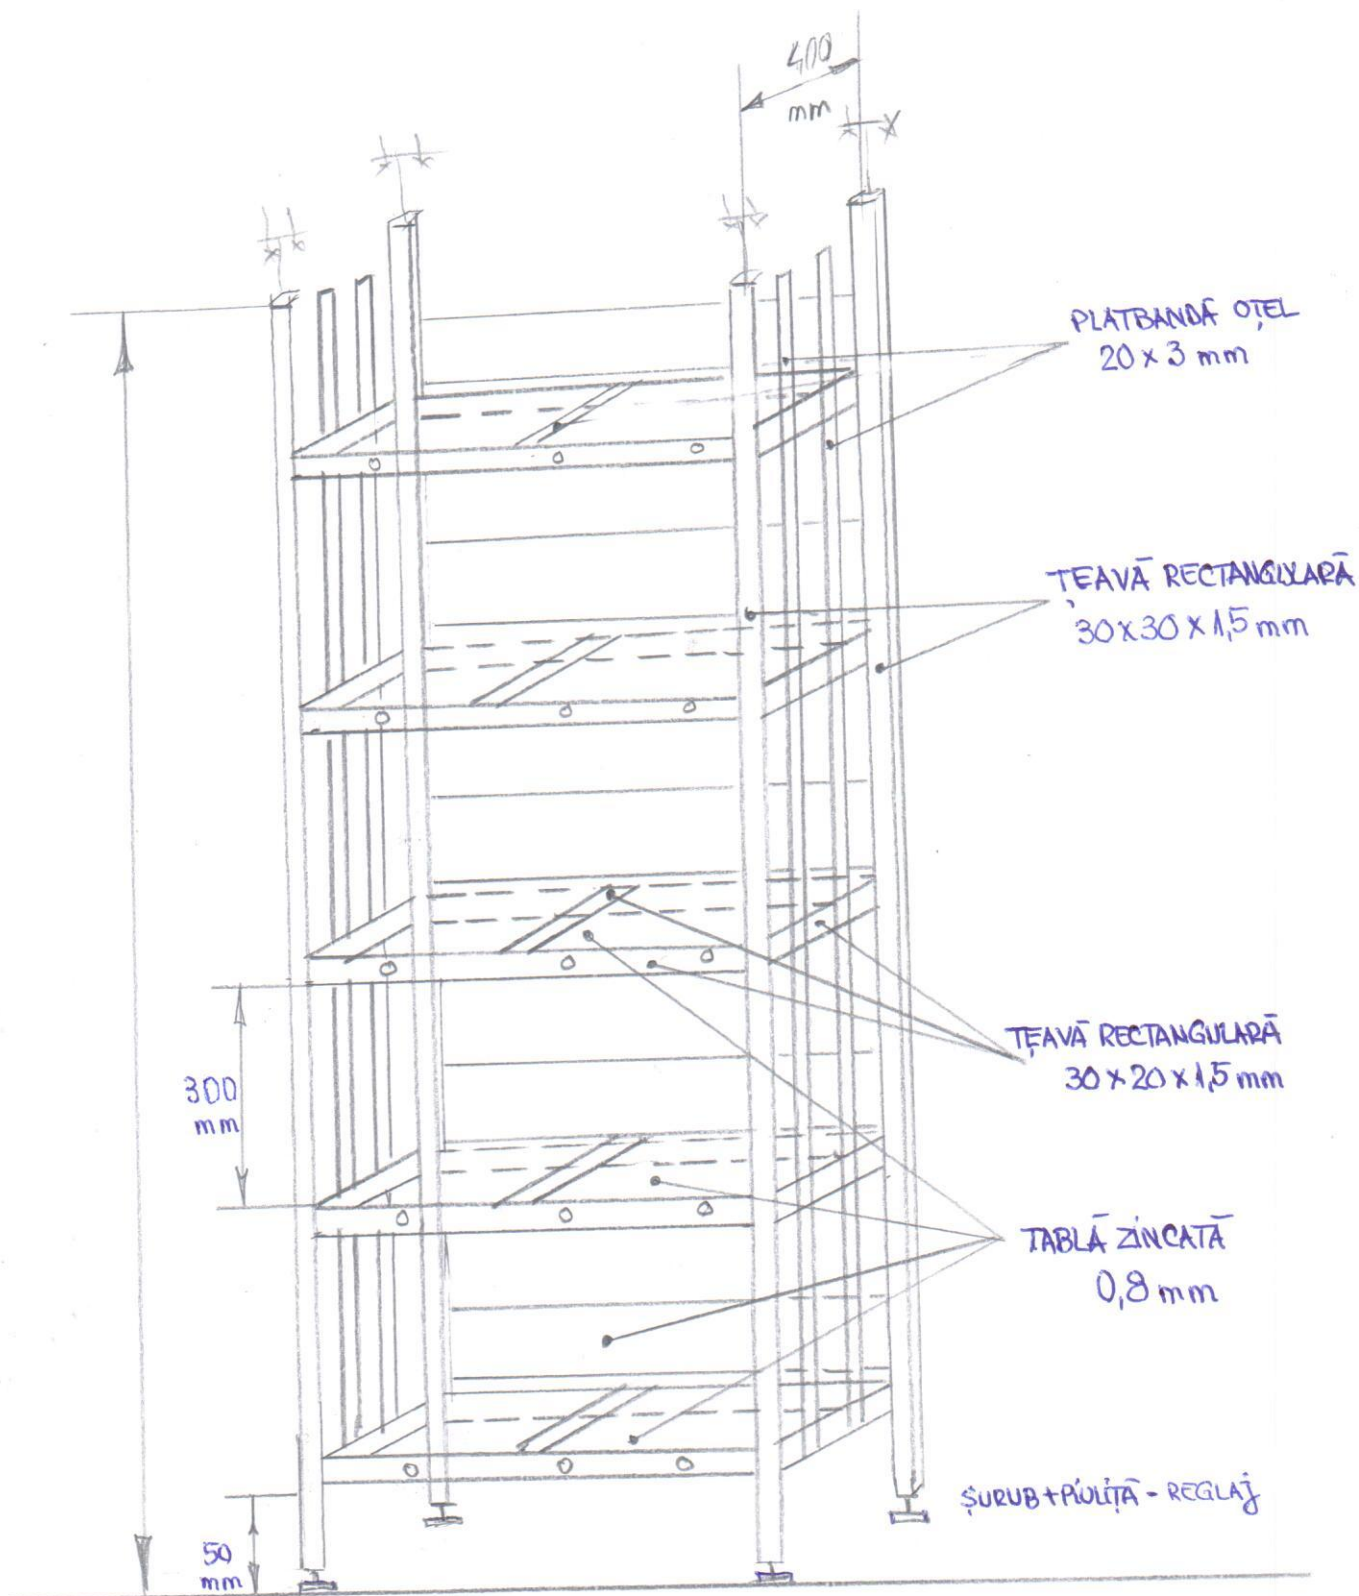 400
mm
PLATBANDĂ OȚEL
20 x 3 mm
ȚEAVĂ RECTANGULARĂ
30 x 30 x 1,5 mm
ȚEAVĂ RECTANGULARĂ
30 x 20 x 1,5 mm
300
mm
TABLĂ ZINCATĂ
0,8 mm
ȘURUB + PIULIȚĂ - REGLAJ
50
mm